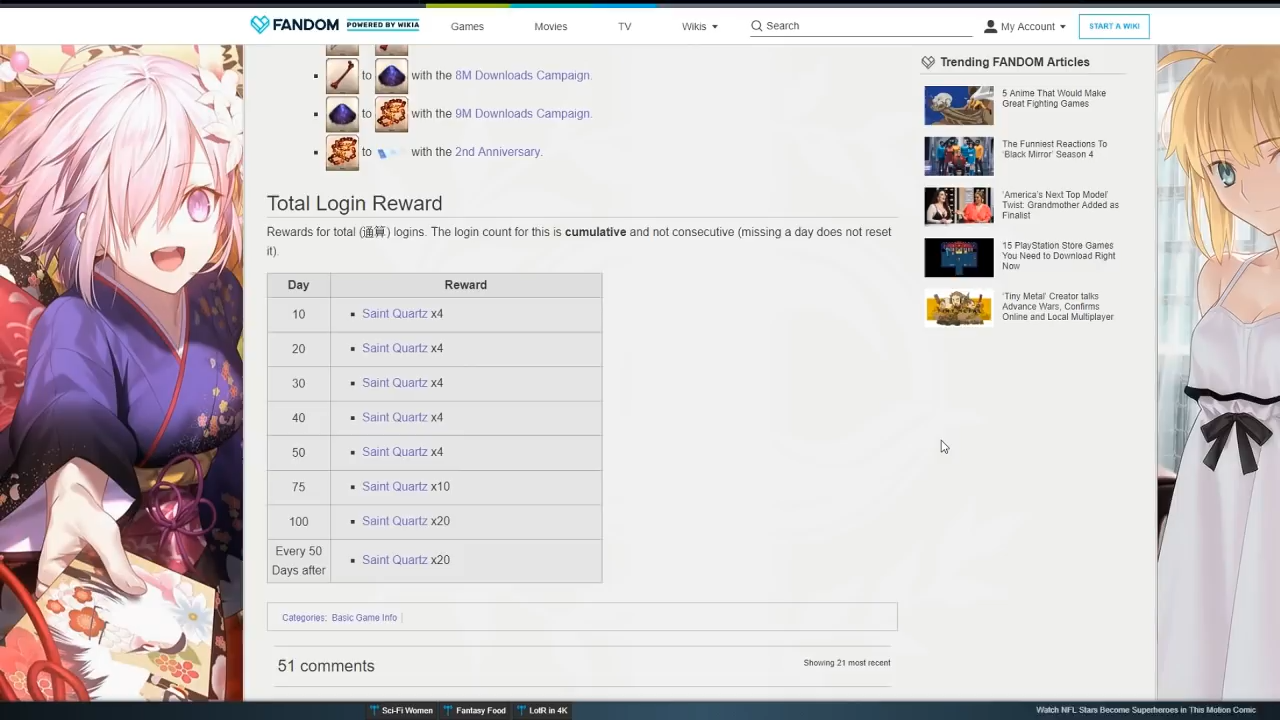 FANDOM POWERED BY WIKIA Games Movies TV Wikis Search My Account START A WIKI
to with the 8M Downloads Campaign.
to with the 9M Downloads Campaign.
to with the 2nd Anniversary.
Total Login Reward
Rewards for total (通算) logins. The login count for this is cumulative and not consecutive (missing a day does not reset
it).
Day Reward
10 Saint Quartz x4
20 Saint Quartz x4
30 Saint Quartz x4
40 Saint Quartz x4
50 Saint Quartz x4
75 Saint Quartz x10
100 Saint Quartz x20
Every 50
Days after
Saint Quartz x20
Categories: Basic Game Info
51 comments
Showing 21 most recent
Trending FANDOM Articles
5 Anime That Would Make
Great Fighting Games
The Funniest Reactions To
'Black Mirror' Season 4
'America's Next Top Model'
Twist: Grandmother Added as
Finalist
15 PlayStation Store Games
You Need to Download Right
Now
'Tiny Metal' Creator talks
Advance Wars, Confirms
Online and Local Multiplayer
Sci-Fi Women Fantasy Food LotR in 4K
Watch NFL Stars Become Superheroes in This Motion Comic